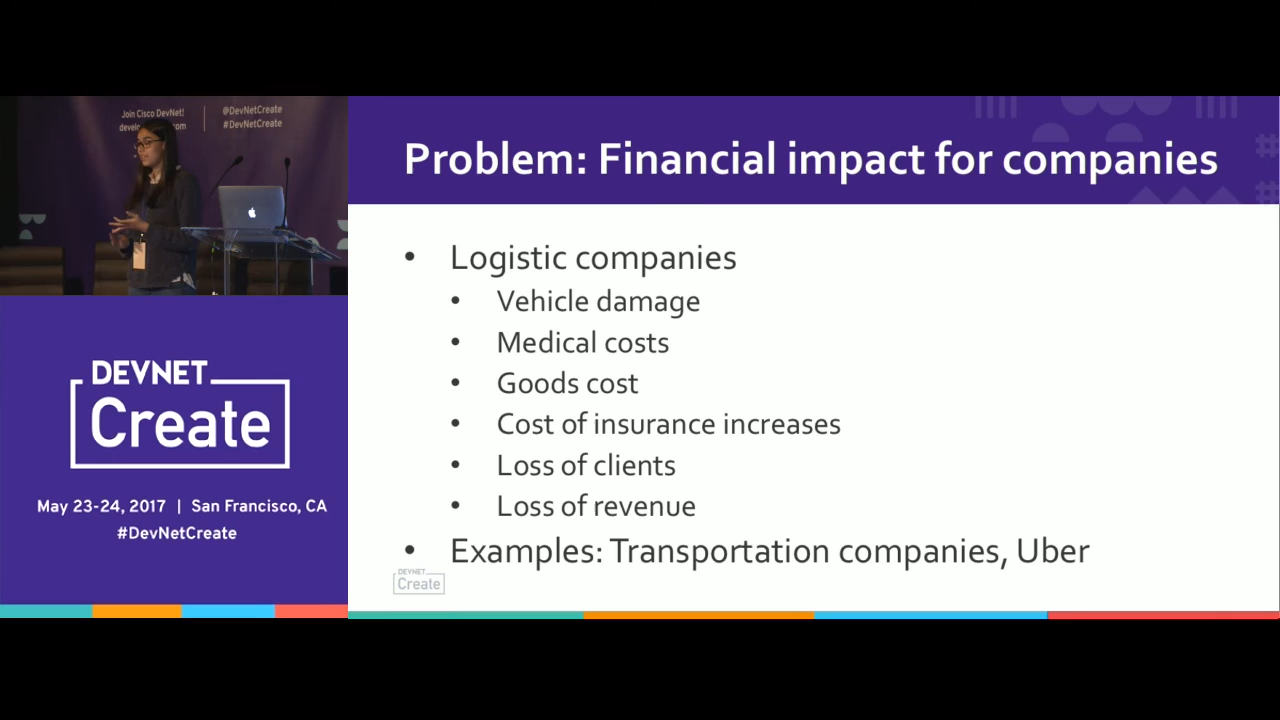 Join Cisco DevNet!
@DevNetCreate
#DevNetCreate
DEVNET
Create
May 23-24, 2017 | San Francisco, CA
#DevNetCreate
Problem: Financial impact for companies
• Logistic companies
• Vehicle damage
• Medical costs
• Goods cost
• Cost of insurance increases
• Loss of clients
• Loss of revenue
• Examples: Transportation companies, Uber
DEVNET
Create